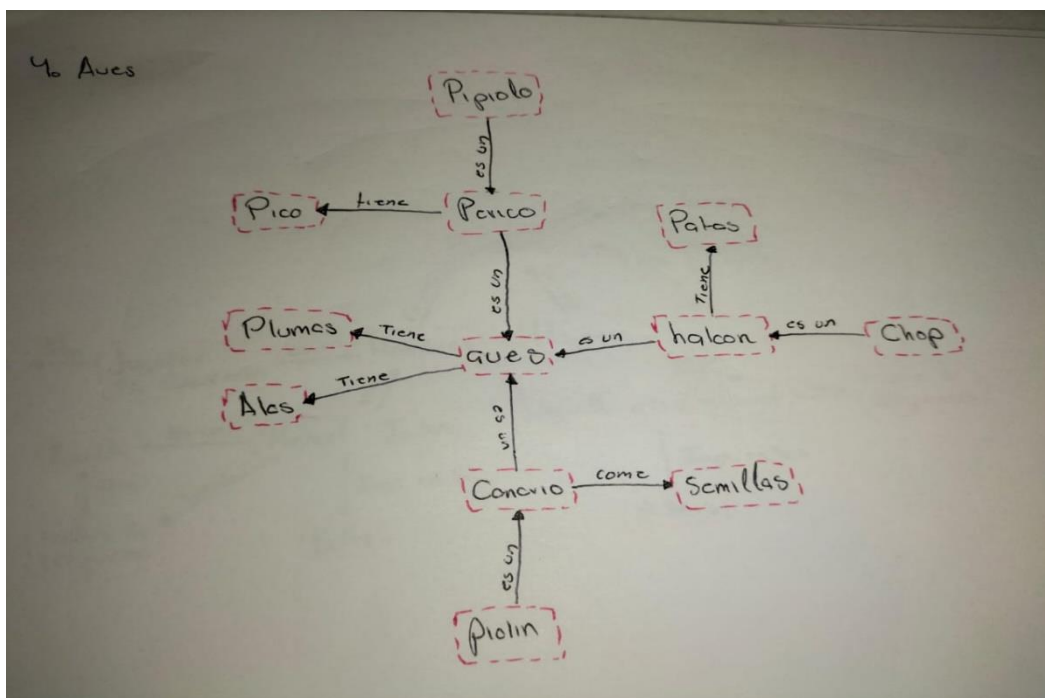 4. Aves
Pipiolo
es un
Pico
tiene
Perico
Patas
es un
Tiene
Plumas
Tiene
aves
es un
halcon
es un
Chop
Alas
Tiene
es un
Canario
come
Semillas
es un
Piolin